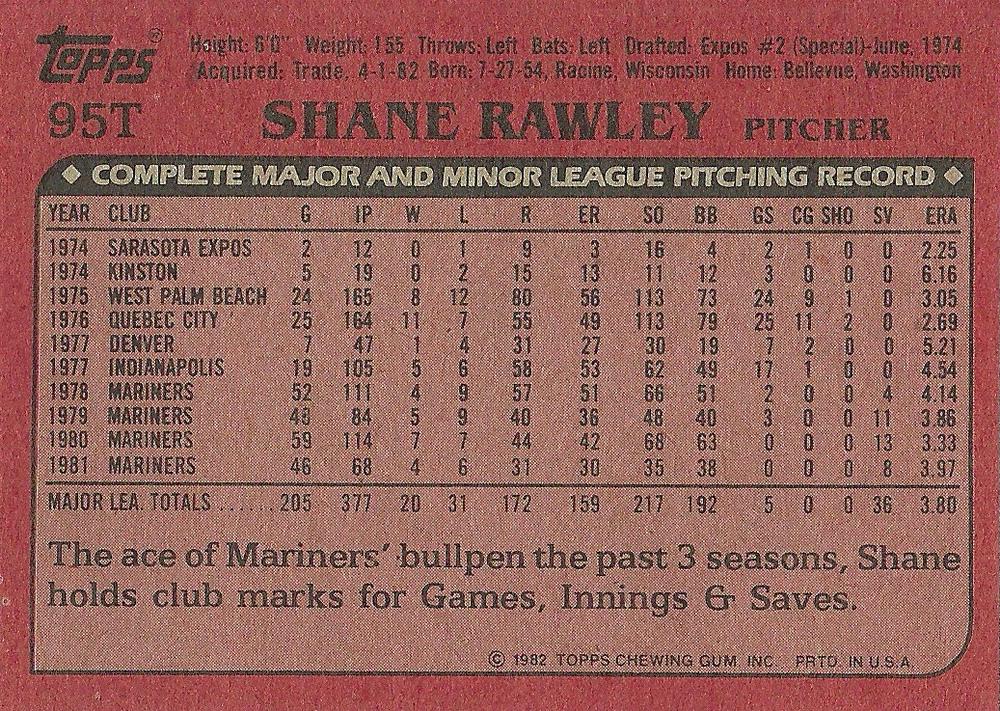 Topps®
Height: 6'0" Weight: 155 Throws: Left Bats: Left Drafted: Expos #2 (Special)-June, 1974
Acquired: Trade, 4-1-82 Born: 7-27-54, Racine, Wisconsin Home: Bellevue, Washington
95T SHANE RAWLEY PITCHER
◆ COMPLETE MAJOR AND MINOR LEAGUE PITCHING RECORD ◆
YEAR CLUB G IP W L R ER SO BB GS CG SHO SV ERA
1974 SARASOTA EXPOS 2 12 0 1 9 3 16 4 2 1 0 0 2.25
1974 KINSTON 5 19 0 2 15 13 11 12 3 0 0 0 6.16
1975 WEST PALM BEACH 24 165 8 12 80 56 113 73 24 9 1 0 3.05
1976 QUEBEC CITY 25 164 11 7 55 49 113 79 25 11 2 0 2.69
1977 DENVER 7 47 1 4 31 27 30 19 7 2 0 0 5.21
1977 INDIANAPOLIS 19 105 5 6 58 53 62 49 17 1 0 0 4.54
1978 MARINERS 52 111 4 9 57 51 66 51 2 0 0 4 4.14
1979 MARINERS 48 84 5 9 40 36 48 40 3 0 0 11 3.86
1980 MARINERS 59 114 7 7 44 42 68 63 0 0 0 13 3.33
1981 MARINERS 46 68 4 6 31 30 35 38 0 0 0 8 3.97
MAJOR LEA. TOTALS ...... 205 377 20 31 172 159 217 192 5 0 0 36 3.80
The ace of Mariners' bullpen the past 3 seasons, Shane
holds club marks for Games, Innings & Saves.
© 1982 TOPPS CHEWING GUM INC. PRTD. IN U.S.A.